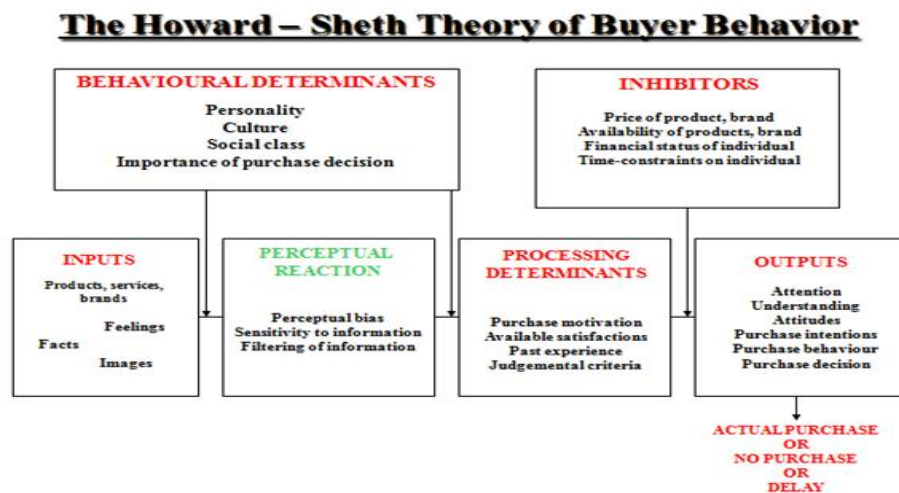 The Howard – Sheth Theory of Buyer Behavior
BEHAVIOURAL DETERMINANTS
Personality
Culture
Social class
Importance of purchase decision
INHIBITORS
Price of product, brand
Availability of products, brand
Financial status of individual
Time-constraints on individual
INPUTS
Products, services,
brands
Feelings
Facts
Images
PERCEPTUAL
REACTION
Perceptual bias
Sensitivity to information
Filtering of information
PROCESSING
DETERMINANTS
Purchase motivation
Available satisfactions
Past experience
Judgemental criteria
OUTPUTS
Attention
Understanding
Attitudes
Purchase intentions
Purchase behaviour
Purchase decision
ACTUAL PURCHASE
OR
NO PURCHASE
OR
DELAY